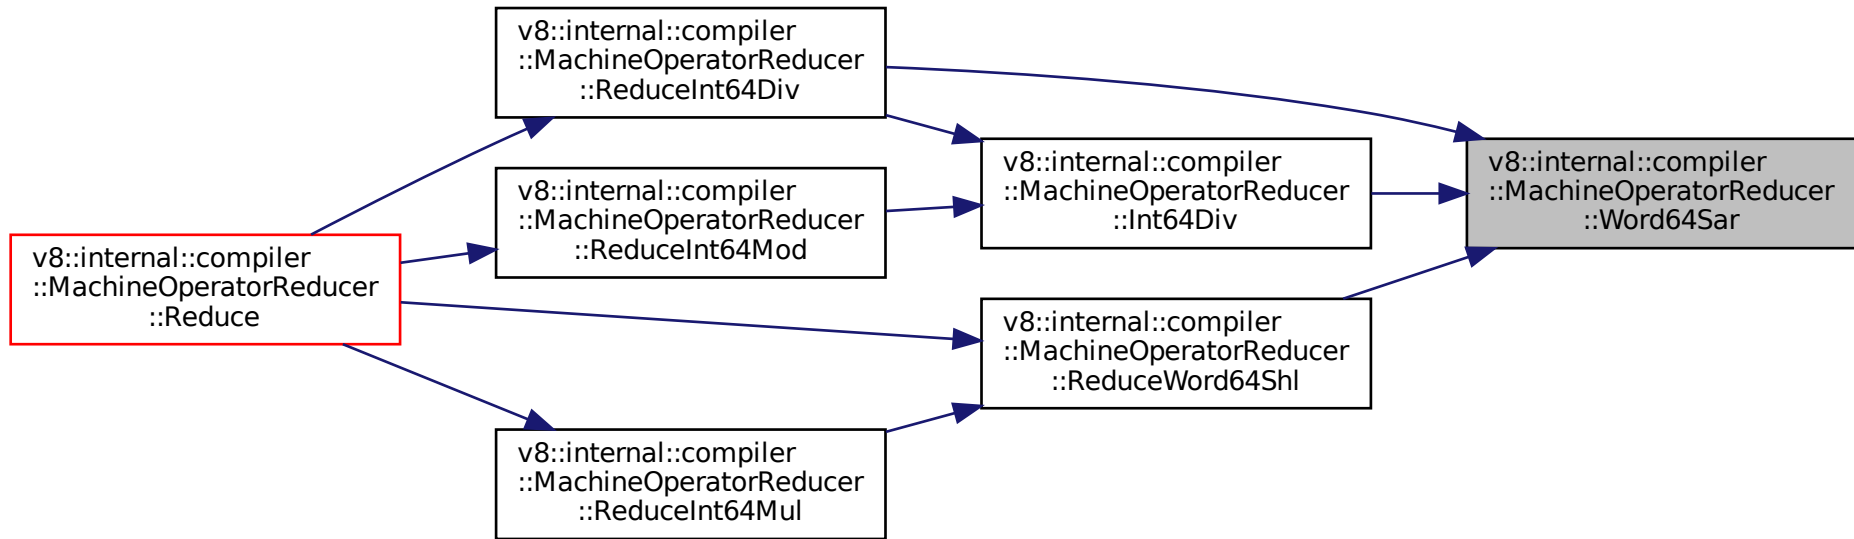 v8::internal::compiler
::MachineOperatorReducer
::ReduceInt64Div
v8::internal::compiler
::MachineOperatorReducer
::Int64Div
v8::internal::compiler
::MachineOperatorReducer
::Word64Sar
v8::internal::compiler
::MachineOperatorReducer
::ReduceInt64Mod
v8::internal::compiler
::MachineOperatorReducer
::Reduce
v8::internal::compiler
::MachineOperatorReducer
::ReduceWord64Shl
v8::internal::compiler
::MachineOperatorReducer
::ReduceInt64Mul